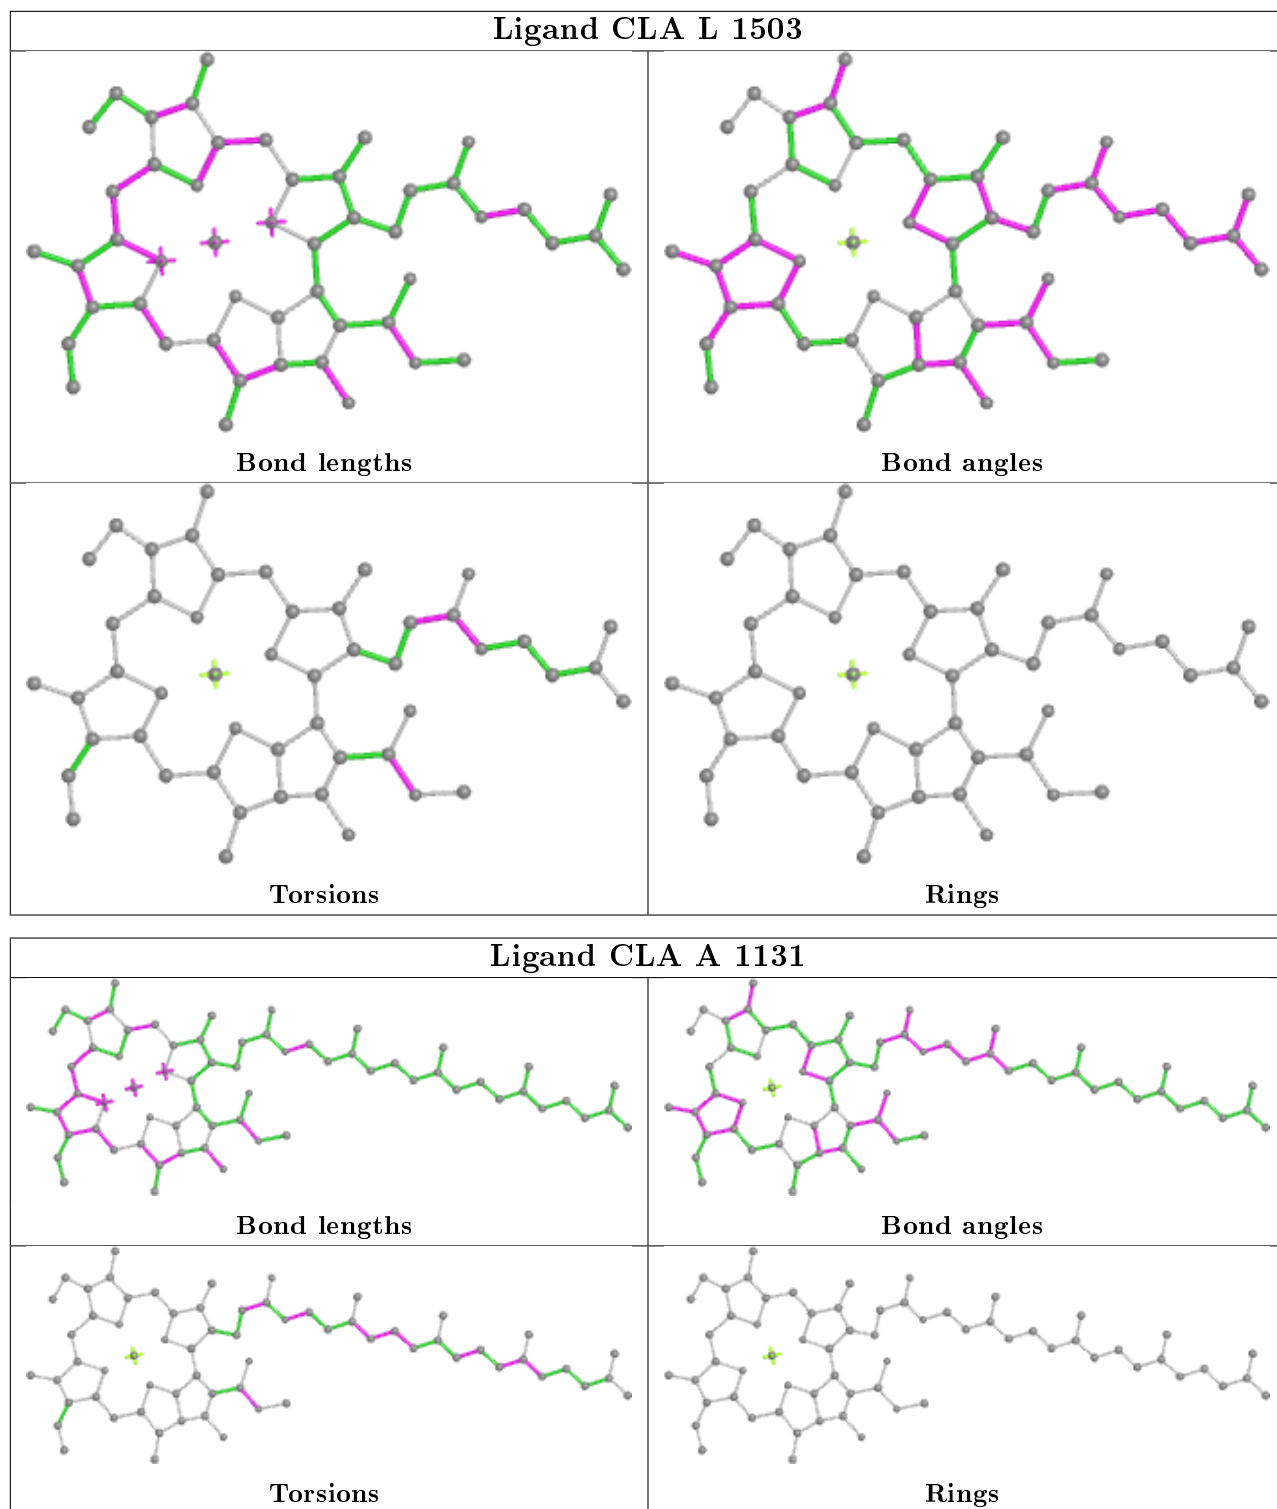 Ligand CLA L 1503
Bond lengths
Bond angles
Torsions
Rings
Ligand CLA A 1131
Bond lengths
Bond angles
Torsions
Rings